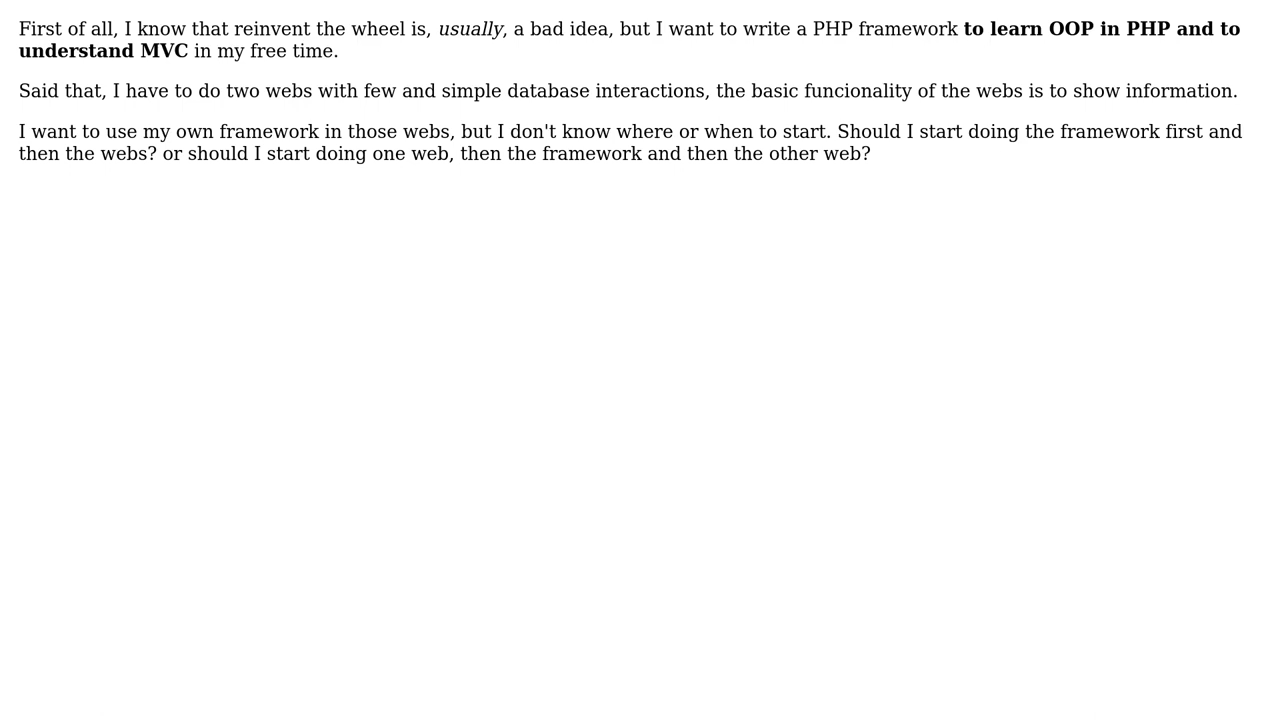 First of all, I know that reinvent the wheel is, usually, a bad idea, but I want to write a PHP framework to learn OOP in PHP and to
understand MVC in my free time.
Said that, I have to do two webs with few and simple database interactions, the basic funcionality of the webs is to show information.
I want to use my own framework in those webs, but I don't know where or when to start. Should I start doing the framework first and
then the webs? or should I start doing one web, then the framework and then the other web?